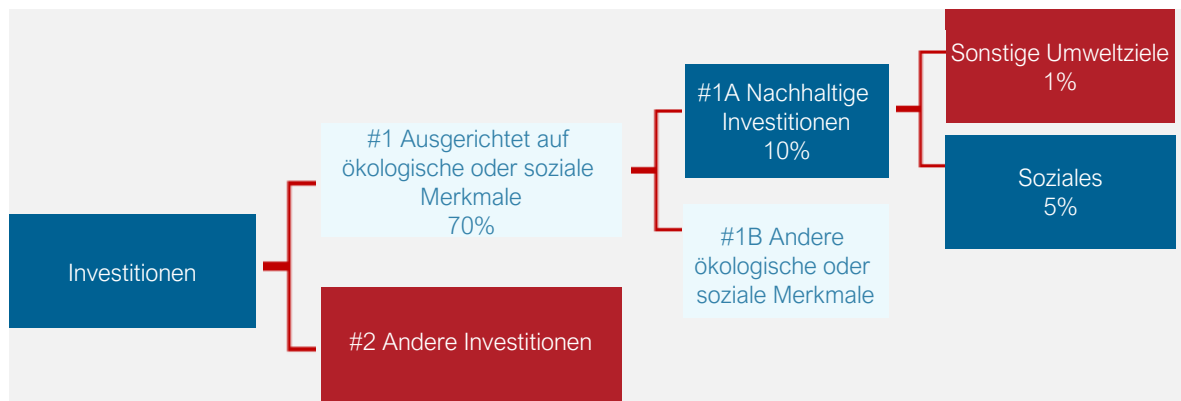 Investitionen
#1 Ausgerichtet auf
ökologische oder soziale
Merkmale
70%
#2 Andere Investitionen
#1A Nachhaltige
Investitionen
10%
#1B Andere
ökologische oder
soziale Merkmale
Sonstige Umweltziele
1%
Soziales
5%